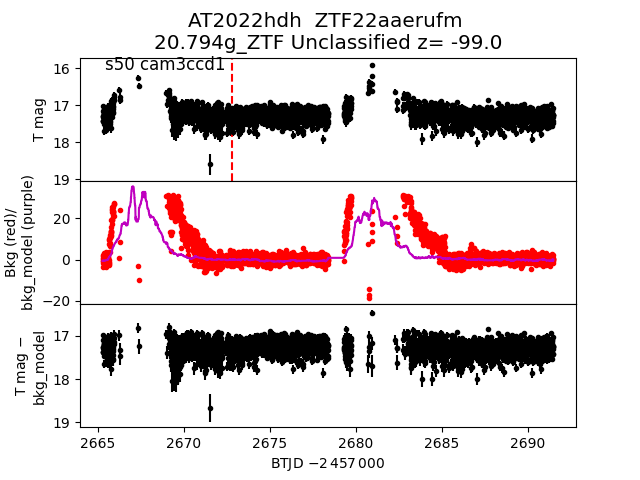 AT2022hdh  ZTF22aaerufm
20.794g_ZTF Unclassified z= -99.0
s50 cam3ccd1
T mag
16
17
18
19
Bkg (red)/
bkg_model (purple)
20
0
−20
T mag −
bkg_model
17
18
19
2665
2670
2675
2680
2685
2690
BTJD −2 457 000